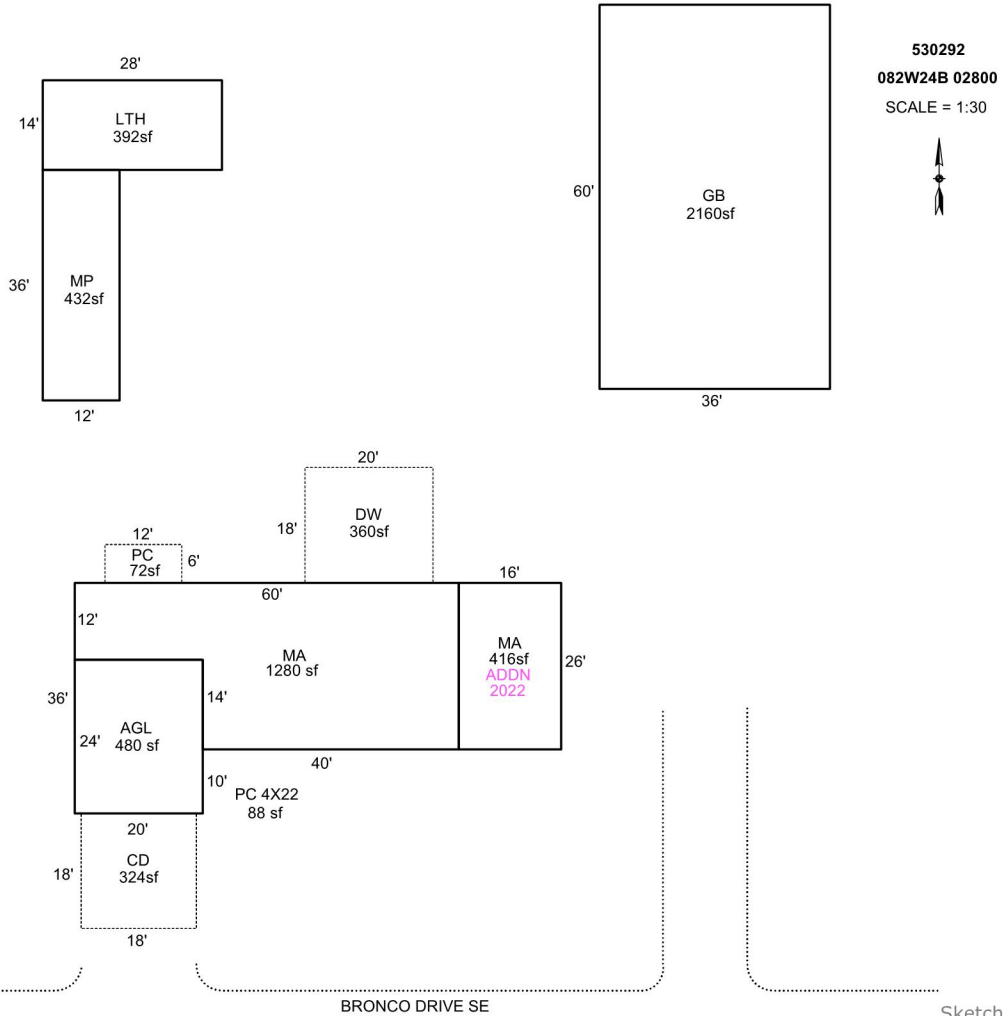 530292
082W24B 02800
SCALE = 1:30
28'
14'
LTH
392sf
36'
MP
432sf
12'
60'
GB
2160sf
36'
20'
18'
DW
360sf
12'
PC
72sf
6'
60'
16'
12'
MA
1280 sf
MA
416sf
ADDN
2022
26'
36'
14'
AGL
480 sf
24'
40'
10'
PC 4X22
88 sf
20'
CD
324sf
18'
18'
BRONCO DRIVE SE
Sketch